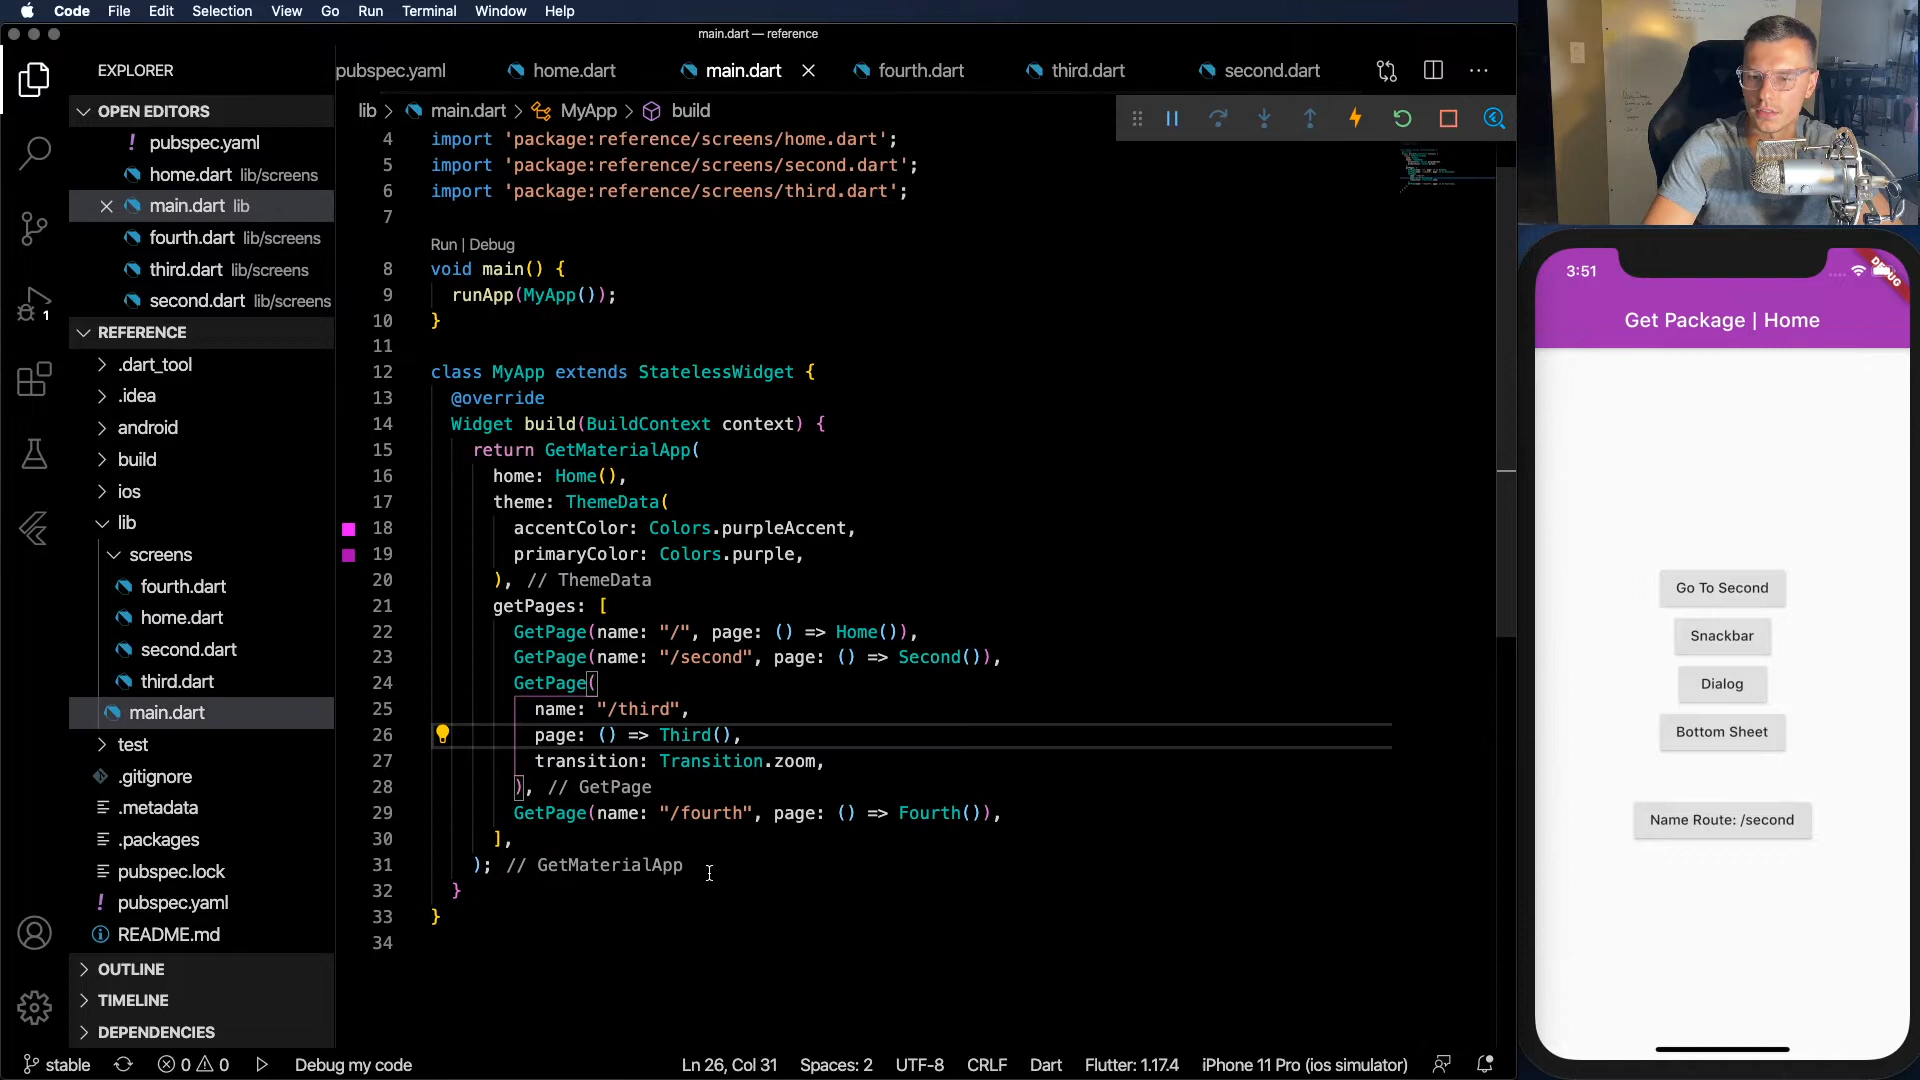 Code File Edit Selection View Go Run Terminal Window Help
main.dart — reference
EXPLORER
pubspec.yaml home.dart main.dart fourth.dart third.dart second.dart
OPEN EDITORS
lib > main.dart > MyApp > build
! pubspec.yaml
home.dart lib/screens
main.dart lib
fourth.dart lib/screens
third.dart lib/screens
second.dart lib/screens
REFERENCE
.dart_tool
.idea
android
build
ios
lib
screens
fourth.dart
home.dart
second.dart
third.dart
main.dart
test
.gitignore
.metadata
.packages
pubspec.lock
! pubspec.yaml
README.md
OUTLINE
TIMELINE
DEPENDENCIES
1
4 import 'package:reference/screens/home.dart';
5 import 'package:reference/screens/second.dart';
6 import 'package:reference/screens/third.dart';
7
Run | Debug
8 void main() {
9 runApp(MyApp());
10 }
11
12 class MyApp extends StatelessWidget {
13 @override
14 Widget build(BuildContext context) {
15 return GetMaterialApp(
16 home: Home(),
17 theme: ThemeData(
18 accentColor: Colors.purpleAccent,
19 primaryColor: Colors.purple,
20 ), // ThemeData
21 getPages: [
22 GetPage(name: "/", page: () => Home()),
23 GetPage(name: "/second", page: () => Second()),
24 GetPage(
25 name: "/third",
26 page: () => Third(),
27 transition: Transition.zoom,
28 ), // GetPage
29 GetPage(name: "/fourth", page: () => Fourth()),
30 ],
31 ); // GetMaterialApp
32 }
33 }
34
3:51
DEBUG
Get Package | Home
Go To Second
Snackbar
Dialog
Bottom Sheet
Name Route: /second
stable 0 0 Debug my code Ln 26, Col 31 Spaces: 2 UTF-8 CRLF Dart Flutter: 1.17.4 iPhone 11 Pro (ios simulator)